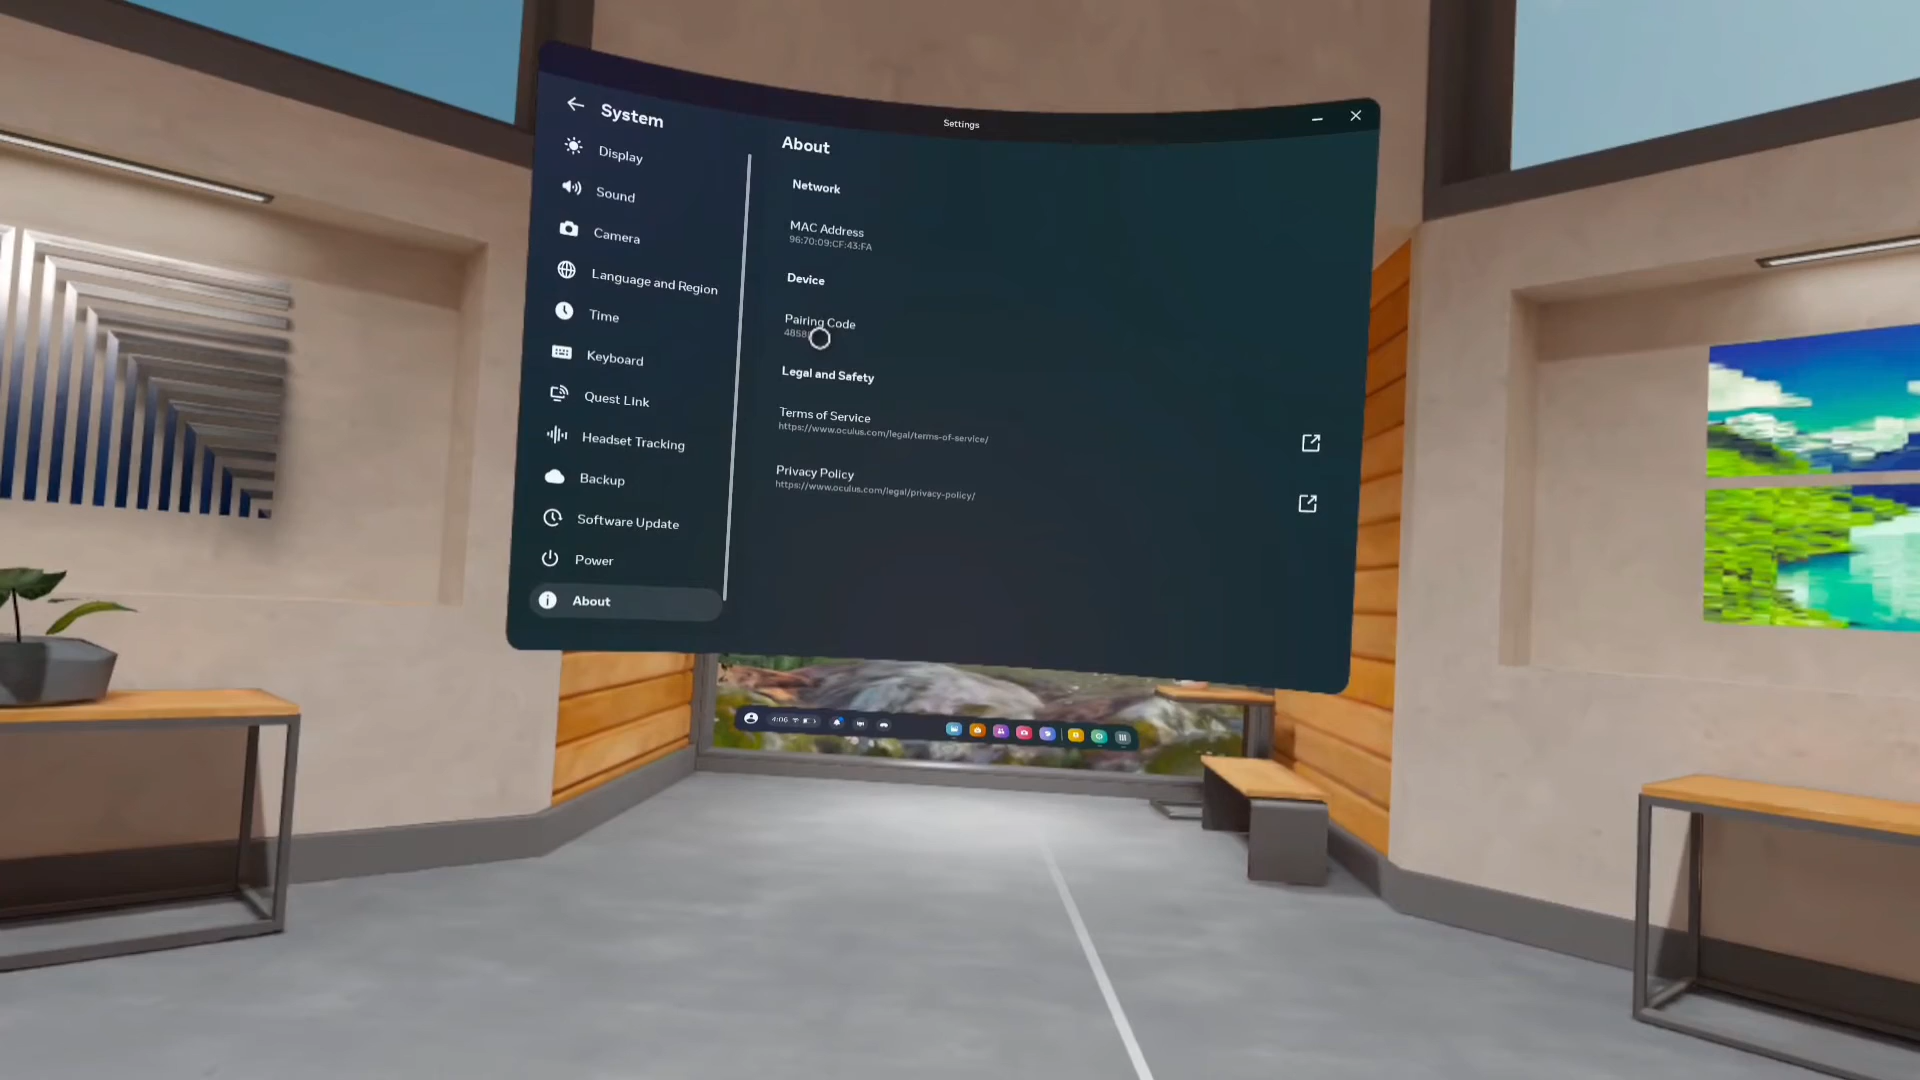 Settings
System
Display
Sound
Camera
Language and Region
Time
Keyboard
Quest Link
Headset Tracking
Backup
Software Update
Power
About
About
Network
MAC Address
96:70:09:CF:43:FA
Device
Pairing Code
Legal and Safety
Terms of Service
https://www.oculus.com/legal/terms-of-service/
Privacy Policy
https://www.oculus.com/legal/privacy-policy/
4:06